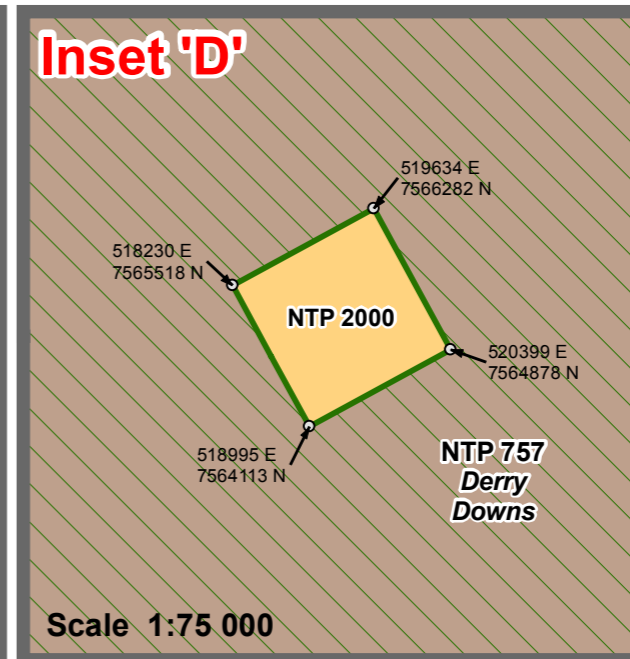 Inset 'D'
519634 E
7566282 N
518230 E
7565518 N
NTP 2000
520399 E
7564878 N
518995 E
7564113 N
NTP 757
Derry
Downs
Scale 1:75 000